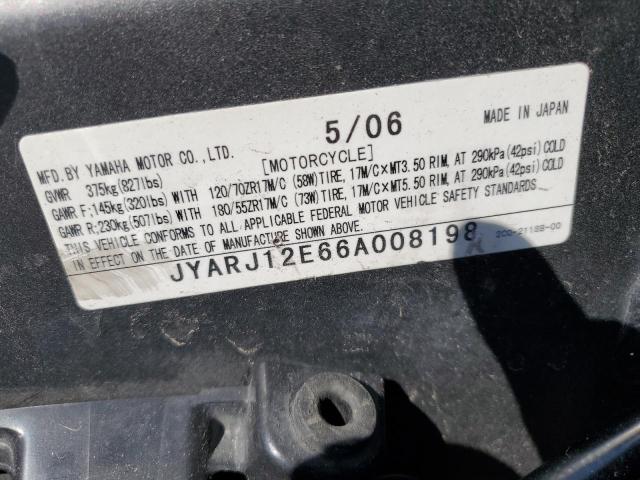 5/06
MFD.BY YAMAHA MOTOR CO.,LTD. [MOTORCYCLE] MADE IN JAPAN
GVWR 375kg(827lbs)
GAWR F:145kg(320lbs) WITH 120/70ZR17M/C (58W)TIRE, 17M/C×MT3.50 RIM, AT 290kPa(42psi)COLD
GAWR R:230kg(507lbs) WITH 180/55ZR17M/C (73W)TIRE, 17M/C×MT5.50 RIM, AT 290kPa(42psi)COLD
THIS VEHICLE CONFORMS TO ALL APPLICABLE FEDERAL MOTOR VEHICLE SAFETY STANDARDS
IN EFFECT ON THE DATE OF MANUFACTURE SHOWN ABOVE.
JYARJ12E66A008198 2C0-2118B-00